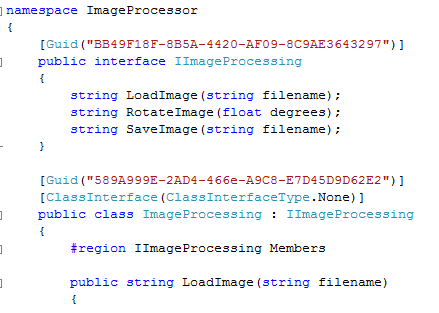 namespace ImageProcessor
{
[Guid("BB49F18F-8B5A-4420-AF09-8C9AE3643297")]
public interface IImageProcessing
{
string LoadImage(string filename);
string RotateImage(float degrees);
string SaveImage(string filename);
}
[Guid("589A999E-2AD4-466e-A9C8-E7D45D9D62E2")]
[ClassInterface(ClassInterfaceType.None)]
public class ImageProcessing : IImageProcessing
{
#region IImageProcessing Members
public string LoadImage(string filename)
{